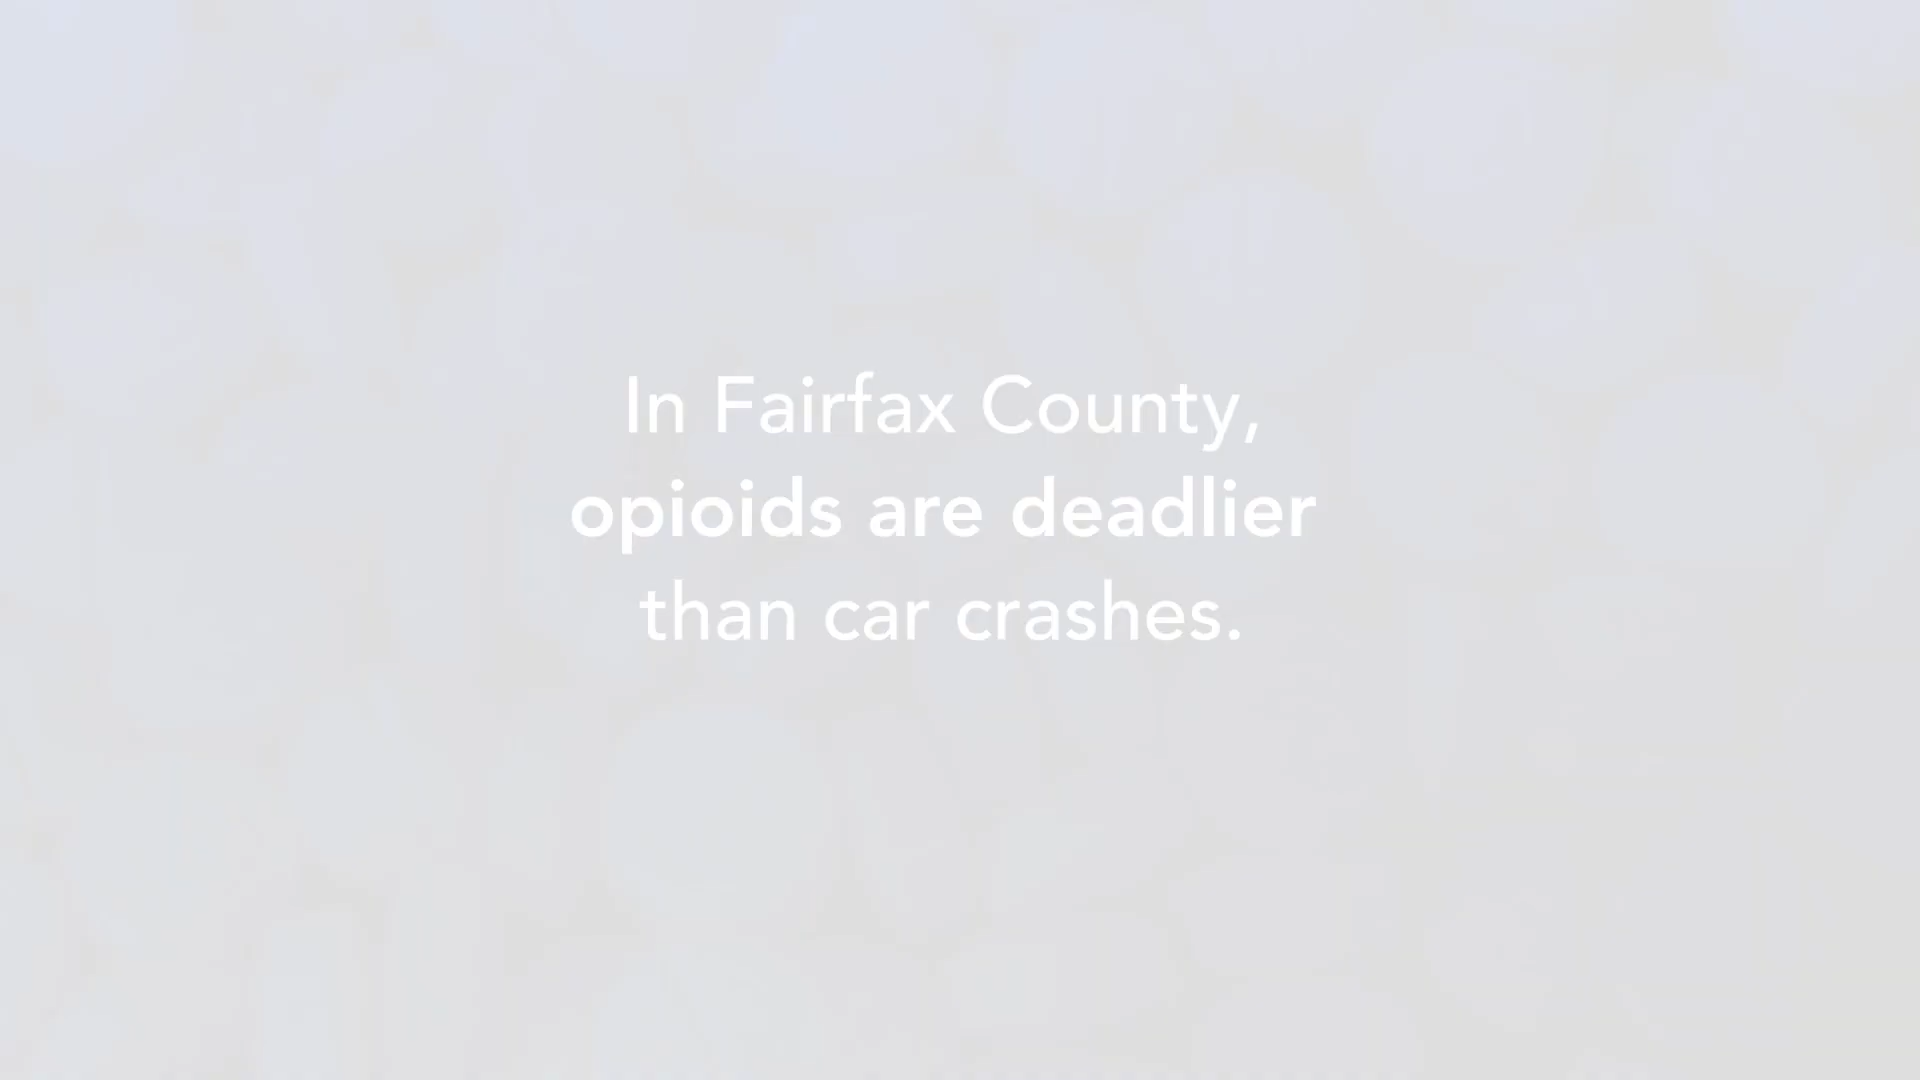 In Fairfax County,
opioids are deadlier
than car crashes.